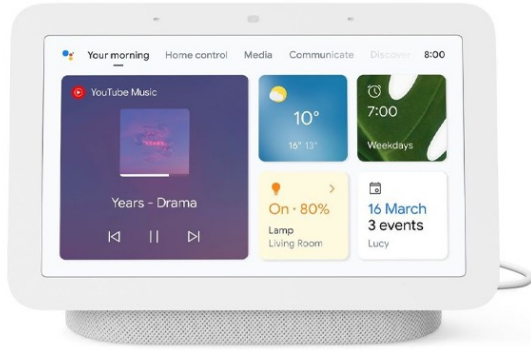 Your morning Home control Media Communicate Discover 8:00
YouTube Music
YEARS
Years - Drama
10°
16° 13°
7:00
Weekdays
On · 80%
Lamp
Living Room
16 March
3 events
Lucy